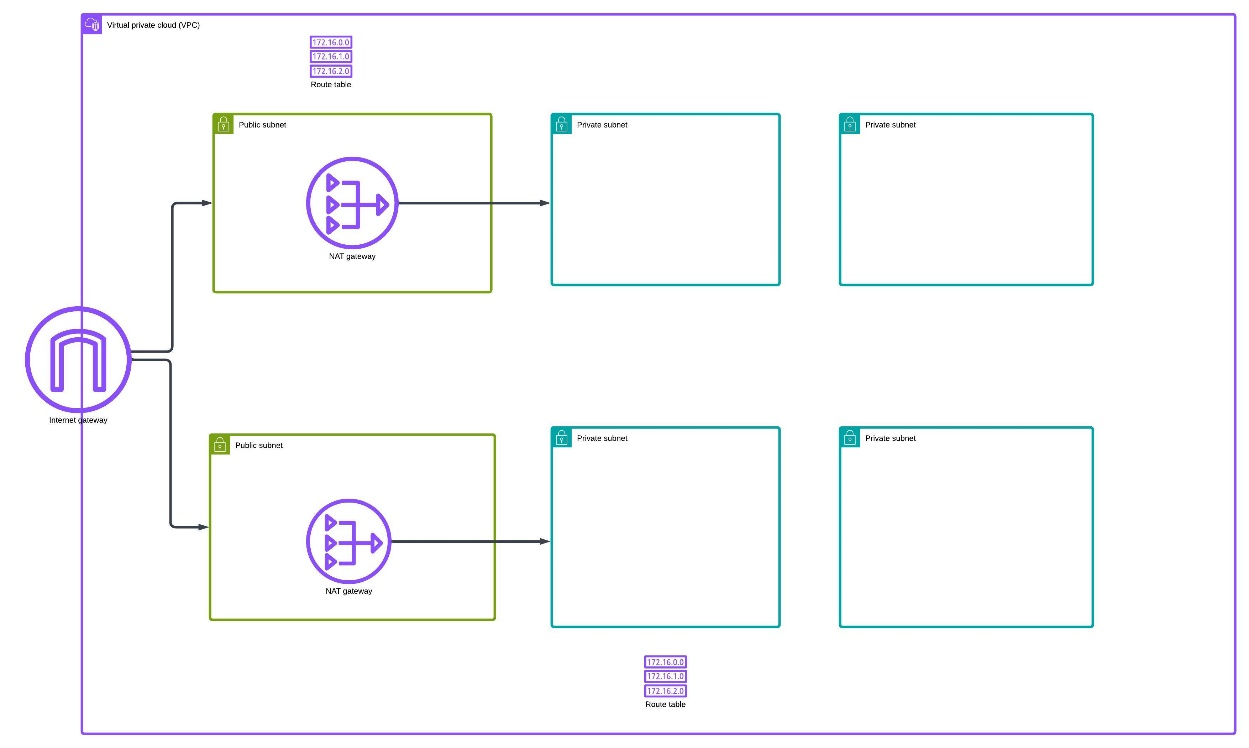 Virtual private cloud (VPC)
172.16.0.0
172.16.1.0
172.16.2.0
Route table
Public subnet
Private subnet
Private subnet
NAT gateway
Internet gateway
Public subnet
Private subnet
Private subnet
NAT gateway
172.16.0.0
172.16.1.0
172.16.2.0
Route table